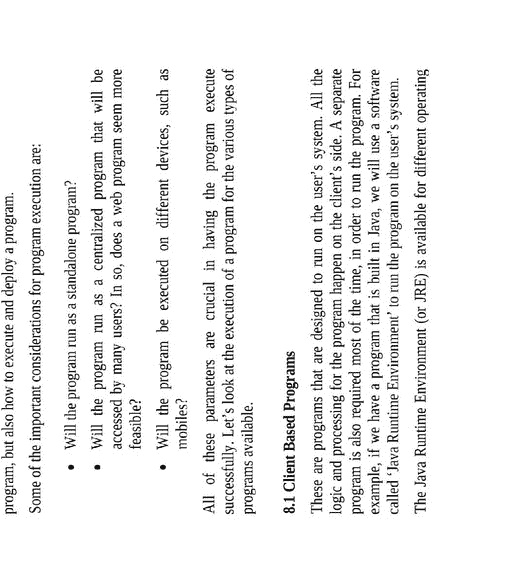 program, but also how to execute and deploy a program.
Some of the important considerations for program execution are:
• Will the program run as a standalone program?
• Will the program run as a centralized program that will be
accessed by many users? In so, does a web program seem more
feasible?
• Will the program be executed on different devices, such as
mobiles?
All of these parameters are crucial in having the program execute
successfully. Let's look at the execution of a program for the various types of
programs available.
8.1 Client Based Programs
These are programs that are designed to run on the user's system. All the
logic and processing for the program happen on the client's side. A separate
program is also required most of the time, in order to run the program. For
example, if we have a program that is built in Java, we will use a software
called ‘Java Runtime Environment’ to run the program on the user's system.
The Java Runtime Environment (or JRE) is available for different operating